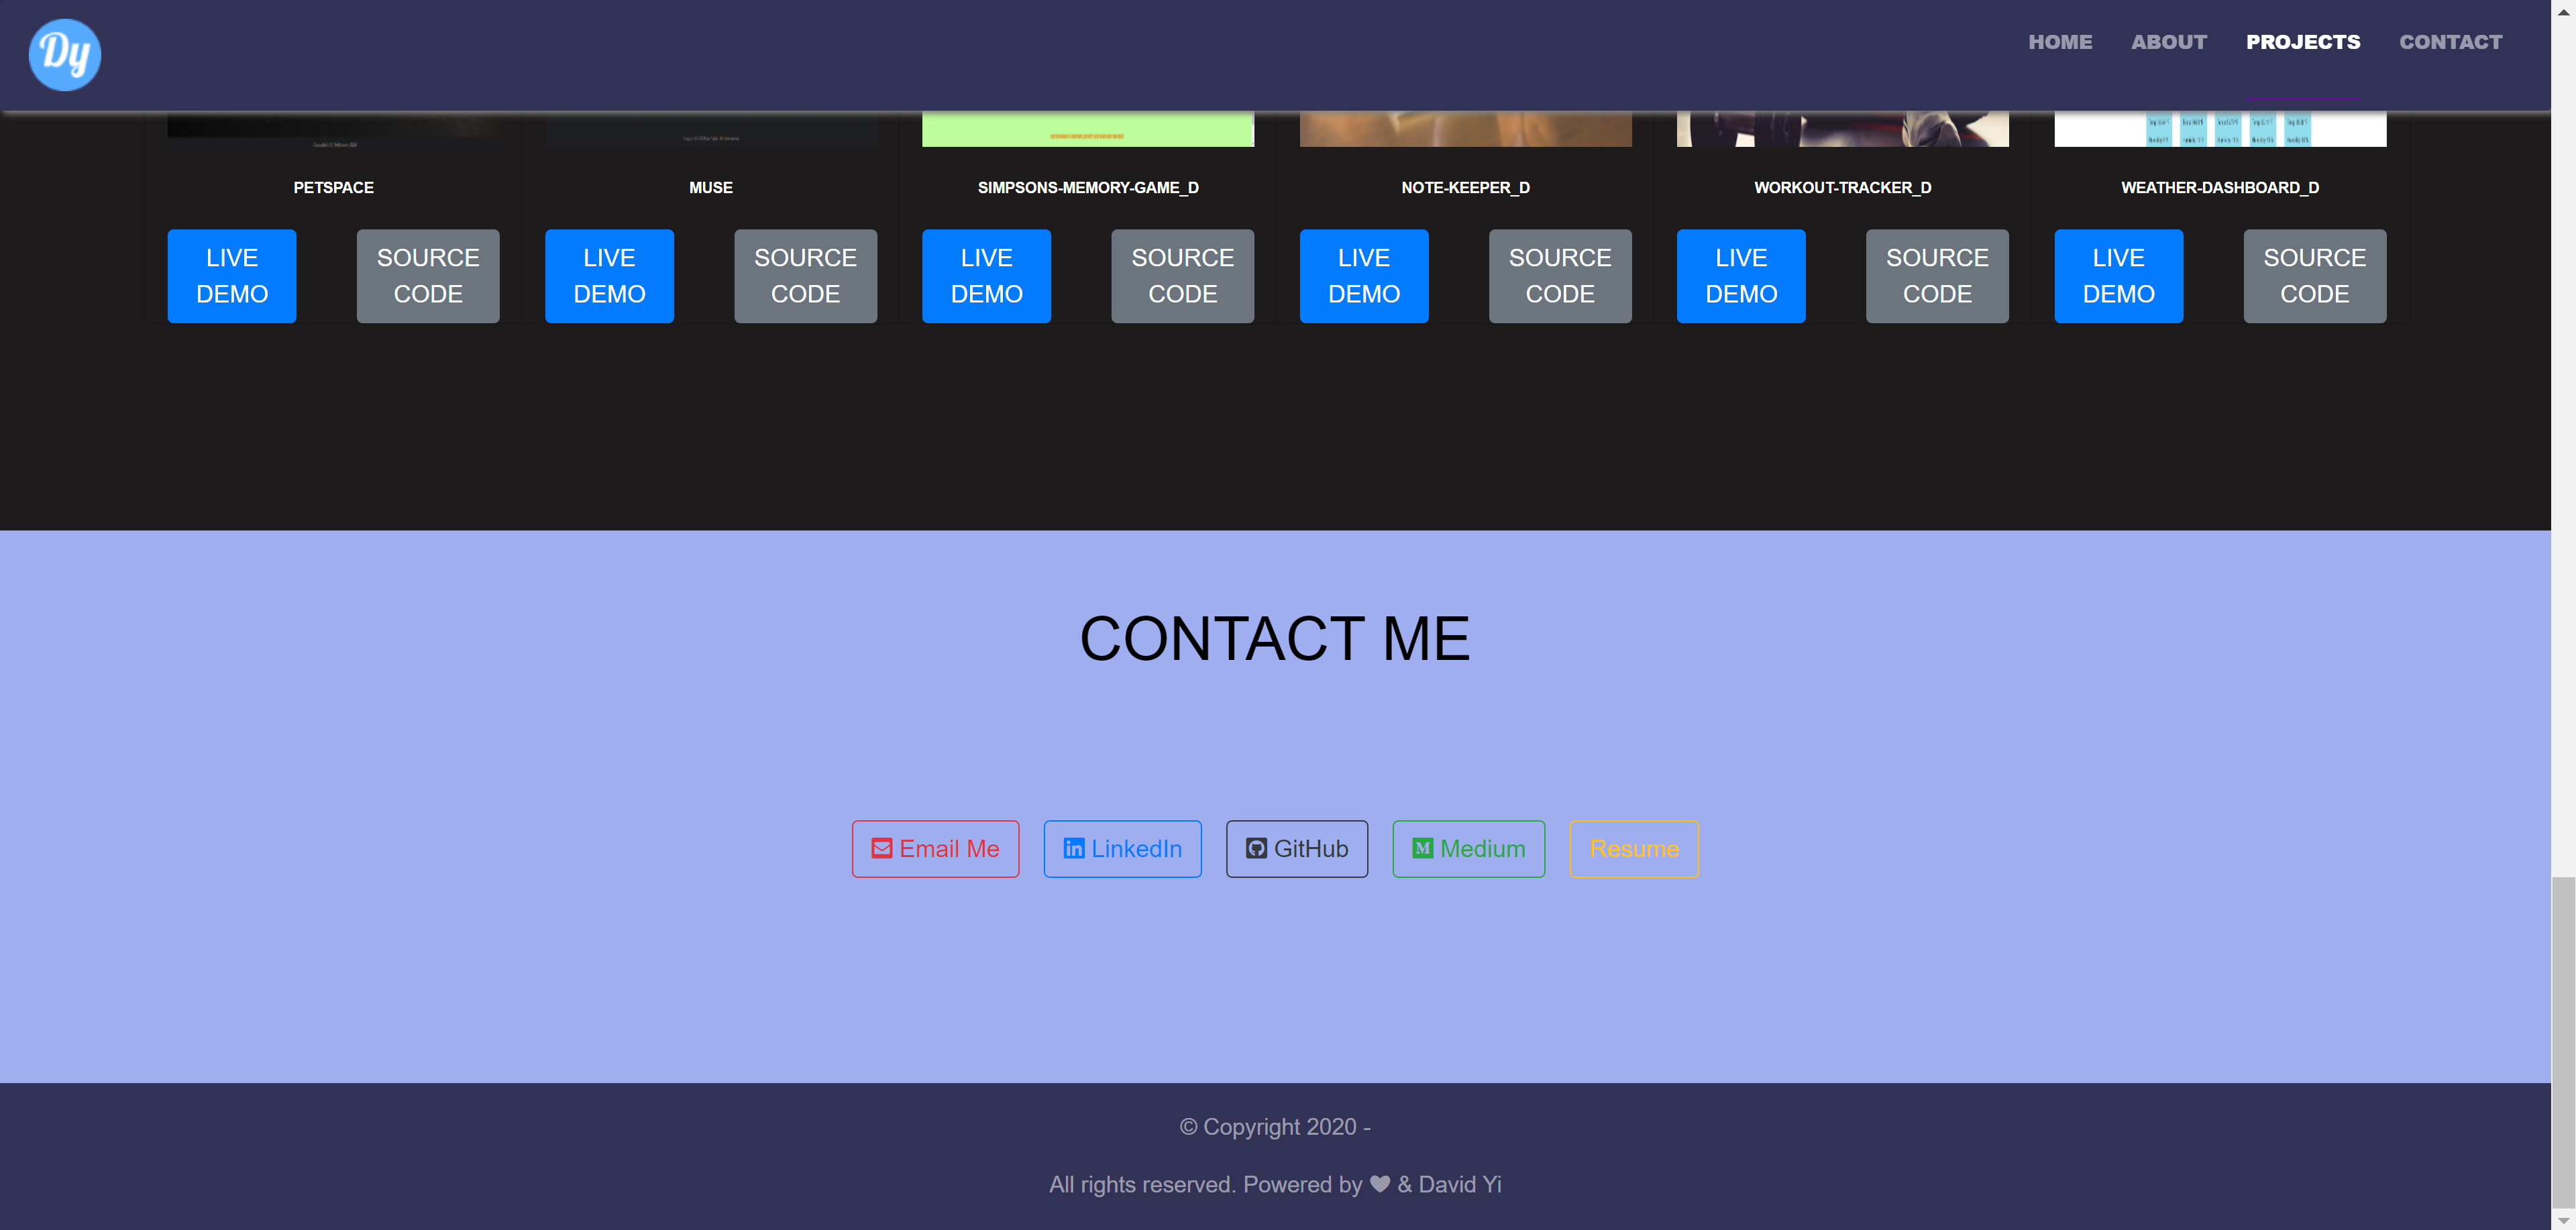 Dy
HOME ABOUT PROJECTS CONTACT
PETSPACE MUSE SIMPSONS-MEMORY-GAME_D NOTE-KEEPER_D WORKOUT-TRACKER_D WEATHER-DASHBOARD_D
LIVE SOURCE LIVE SOURCE LIVE SOURCE LIVE SOURCE LIVE SOURCE LIVE SOURCE
DEMO CODE DEMO CODE DEMO CODE DEMO CODE DEMO CODE DEMO CODE
CONTACT ME
Email Me LinkedIn GitHub Medium Resume
© Copyright 2020 -
All rights reserved. Powered by & David Yi